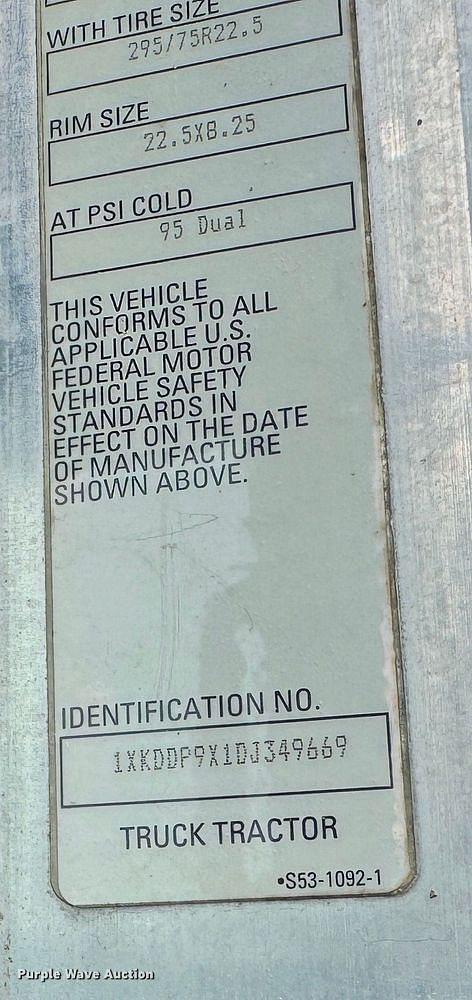 WITH TIRE SIZE
295/75R22.5
RIM SIZE
22.5X8.25
AT PSI COLD
95 Dual
THIS VEHICLE
CONFORMS TO ALL
APPLICABLE U.S.
FEDERAL MOTOR
VEHICLE SAFETY
STANDARDS IN
EFFECT ON THE DATE
OF MANUFACTURE
SHOWN ABOVE.
IDENTIFICATION NO.
1XKDDP9X1DJ349669
TRUCK TRACTOR
•S53-1092-1
Purple Wave Auction